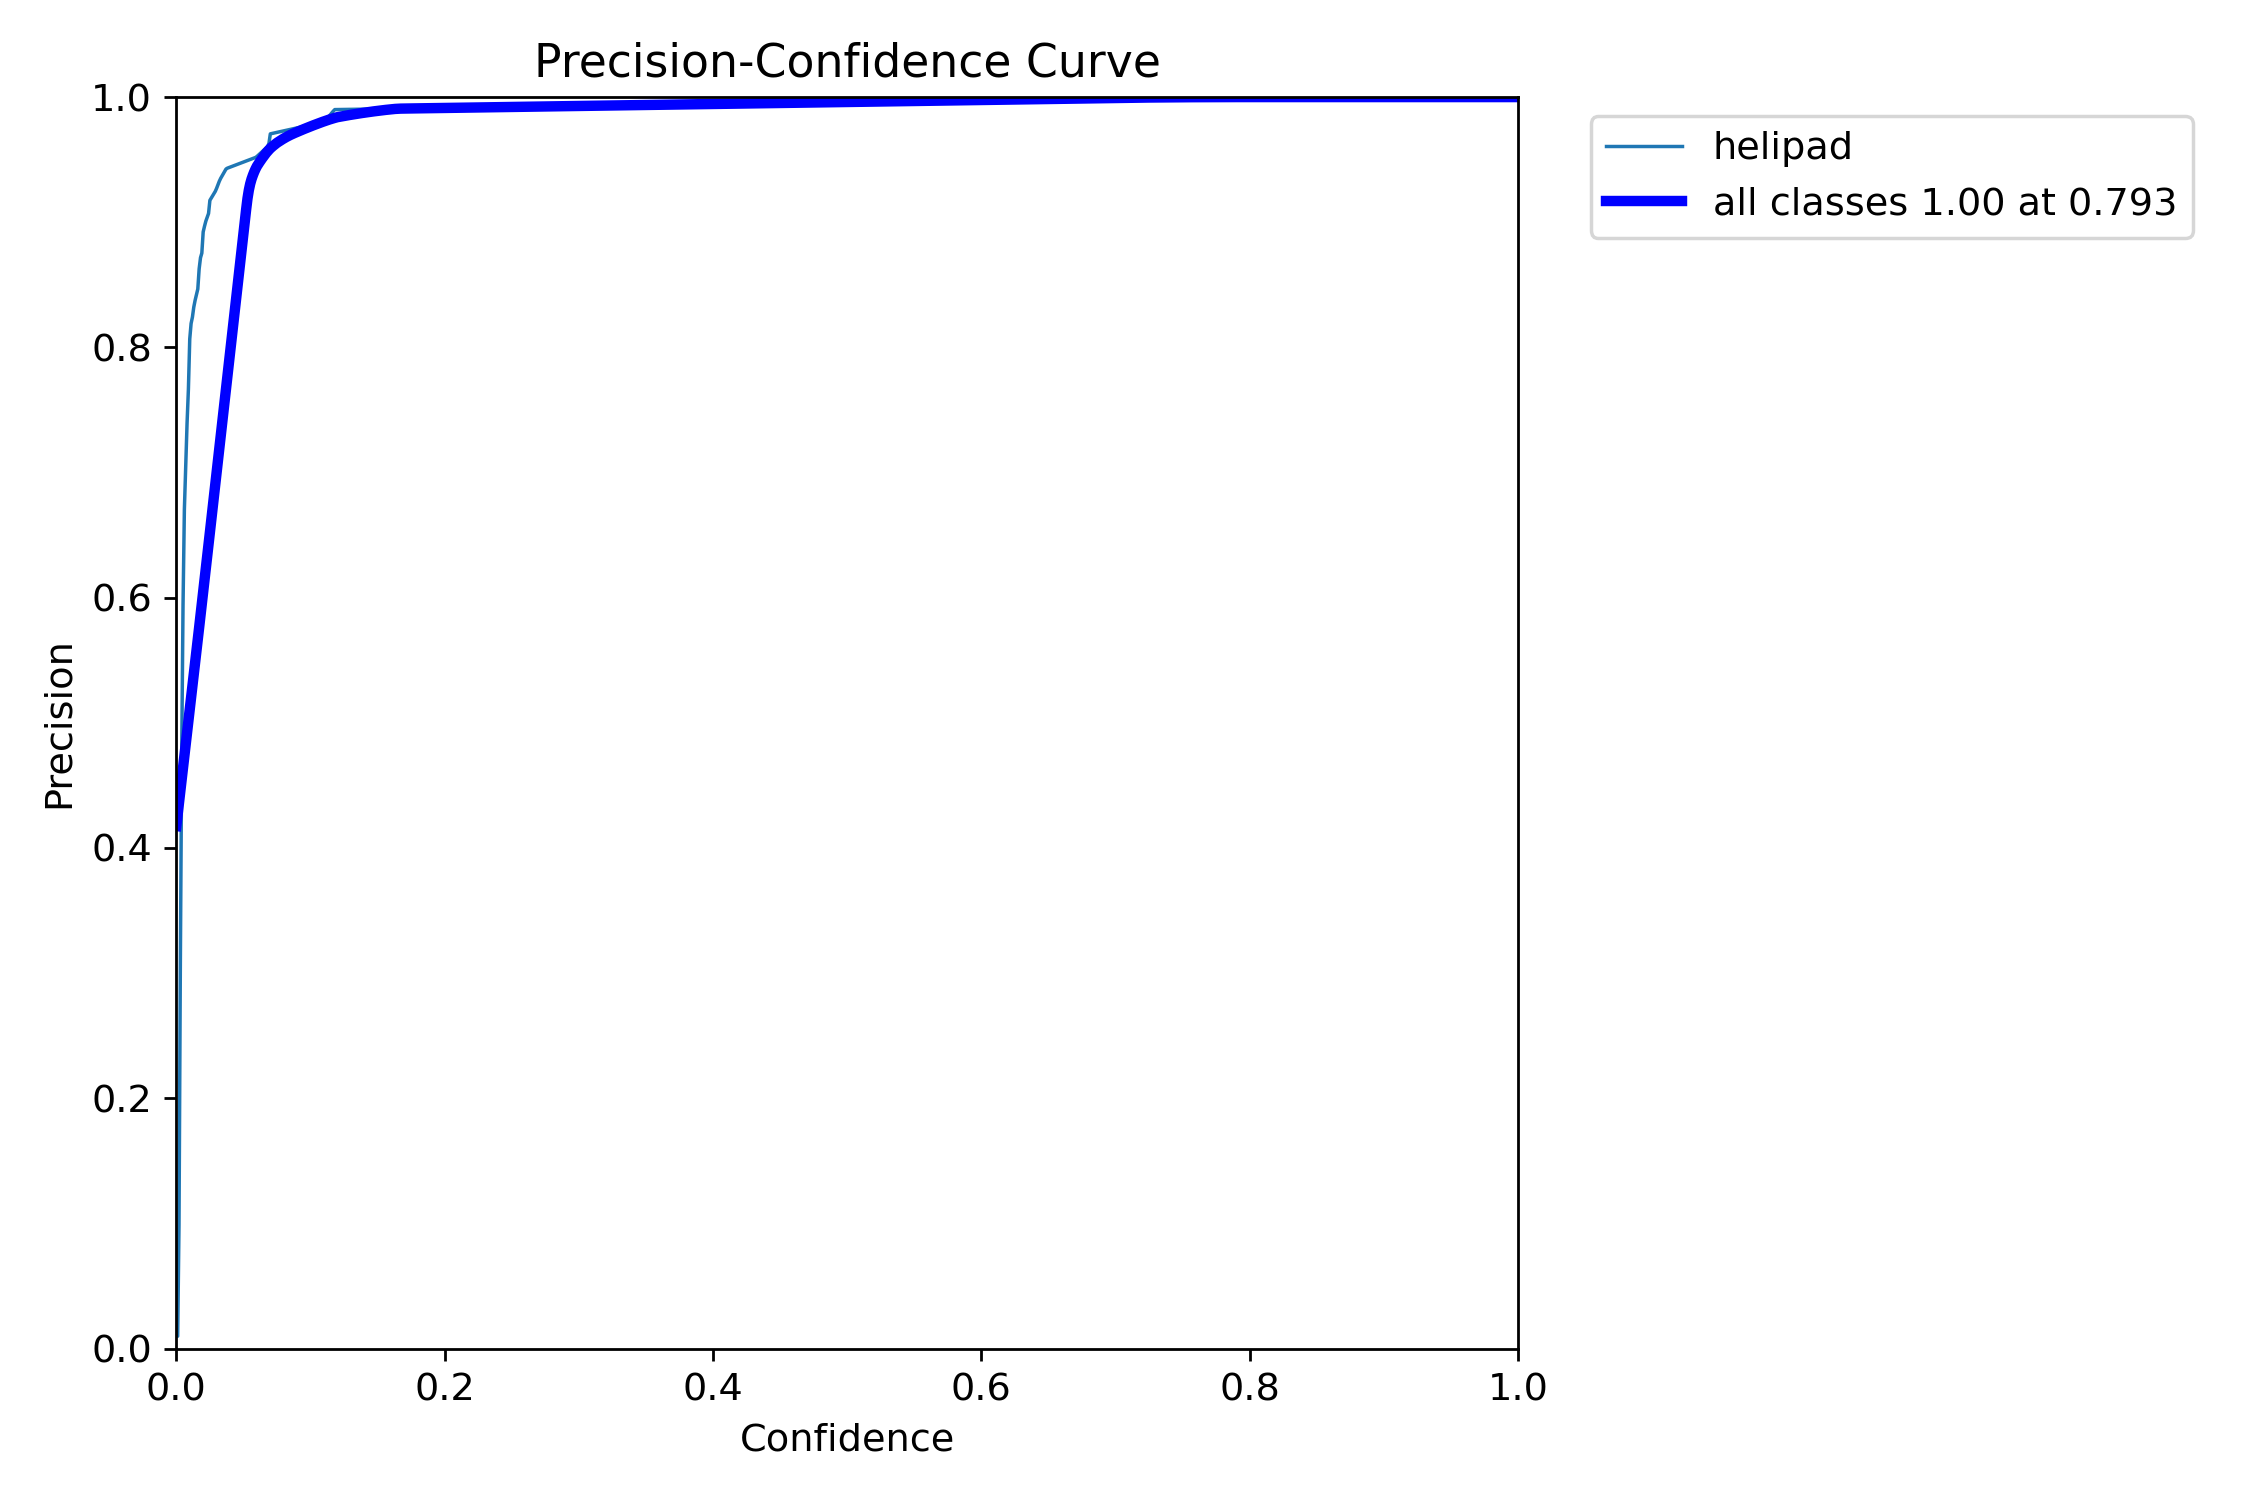 Precision-Confidence Curve
1.0
0.8
0.6
0.4
0.2
0.0
Precision
0.0 0.2 0.4 0.6 0.8 1.0
Confidence
helipad
all classes 1.00 at 0.793